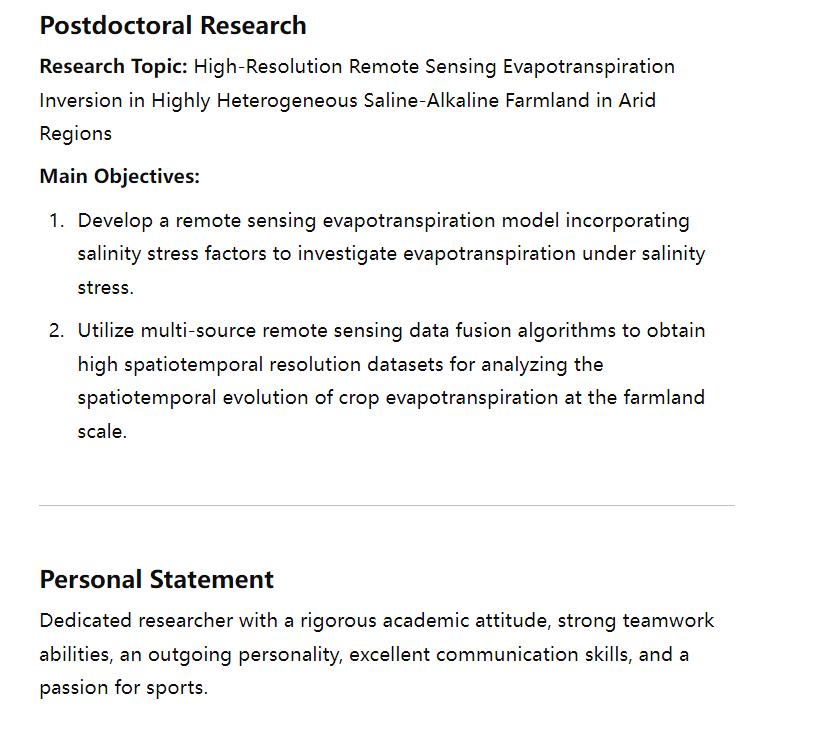 Postdoctoral Research
Research Topic: High-Resolution Remote Sensing Evapotranspiration
Inversion in Highly Heterogeneous Saline-Alkaline Farmland in Arid
Regions
Main Objectives:
1. Develop a remote sensing evapotranspiration model incorporating
salinity stress factors to investigate evapotranspiration under salinity
stress.
2. Utilize multi-source remote sensing data fusion algorithms to obtain
high spatiotemporal resolution datasets for analyzing the
spatiotemporal evolution of crop evapotranspiration at the farmland
scale.
Personal Statement
Dedicated researcher with a rigorous academic attitude, strong teamwork
abilities, an outgoing personality, excellent communication skills, and a
passion for sports.